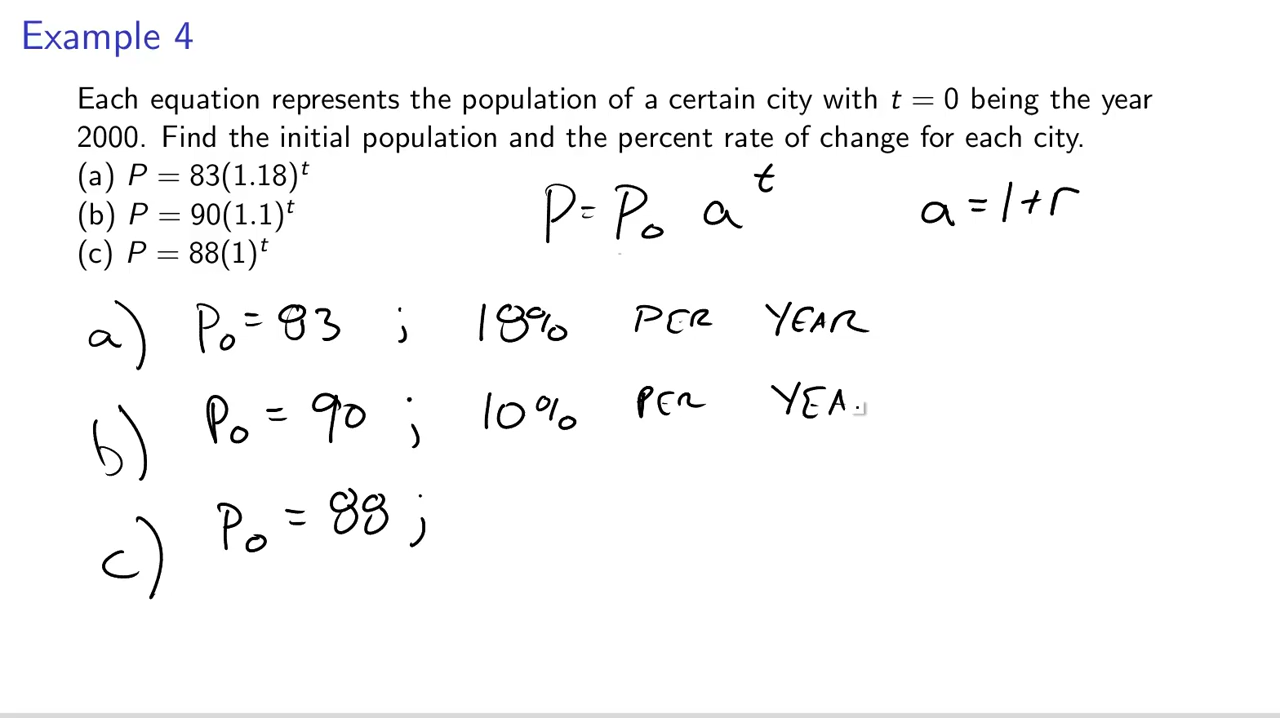 Example 4
Each equation represents the population of a certain city with t = 0 being the year
2000. Find the initial population and the percent rate of change for each city.
(a) P = 83(1.18)^t
(b) P = 90(1.1)^t
(c) P = 88(1)^t
P = P₀ a^t
a = 1+r
a) P₀ = 83 ; 18% PER YEAR
b) P₀ = 90 ; 10% PER YEA
c) P₀ = 88 ;